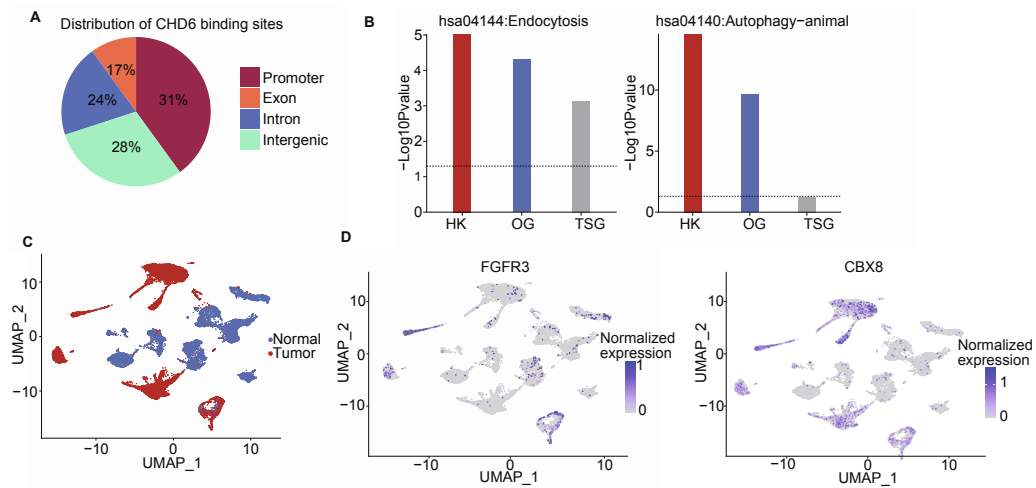 A
Distribution of CHD6 binding sites
17%
24%
31%
28%
Promoter
Exon
Intron
Intergenic
B
hsa04144:Endocytosis
−Log10Pvalue
5
4
3
2
1
0
HK OG TSG
hsa04140:Autophagy−animal
−Log10Pvalue
10
5
0
HK OG TSG
C
UMAP_2
10
0
−10
−10 0 10
UMAP_1
Normal
Tumor
D
FGFR3
UMAP_2
10
0
−10
−10 0 10
UMAP_1
Normalized
expression
1
0
CBX8
UMAP_2
10
0
−10
−10 0 10
UMAP_1
Normalized
expression
1
0